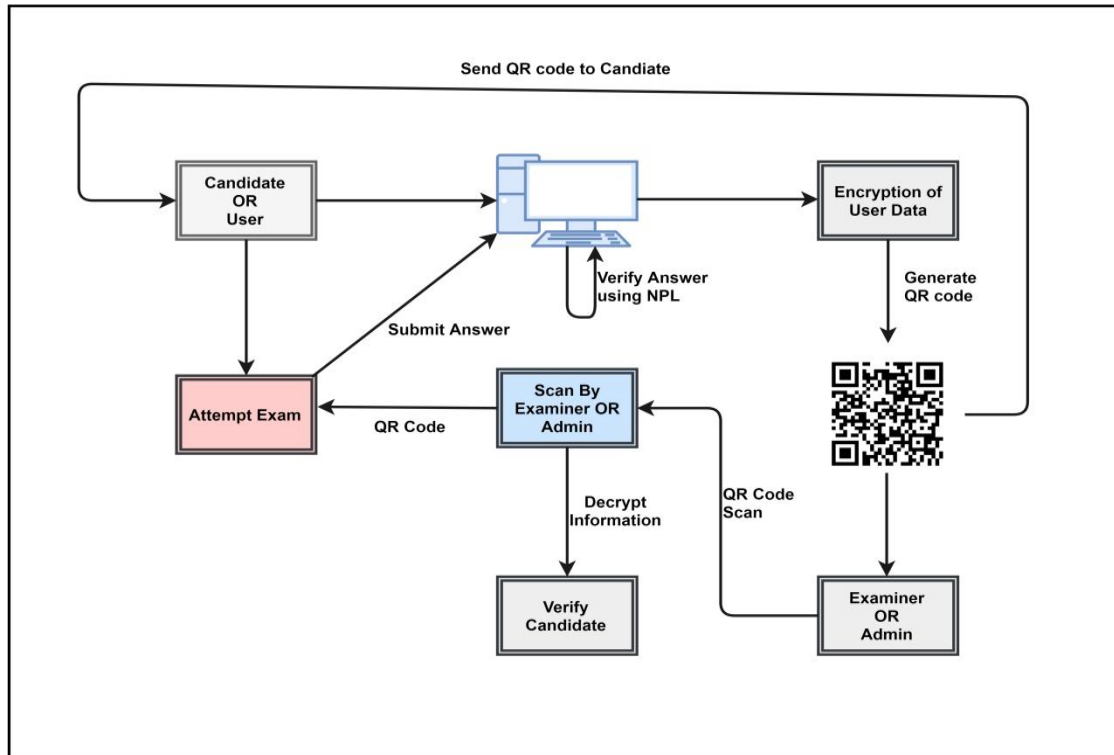 Send QR code to Candiate
Candidate
OR
User
Encryption of
User Data
Verify Answer
using NPL
Generate
QR code
Submit Answer
Attempt Exam
QR Code
Scan By
Examiner OR
Admin
QR Code
Scan
Decrypt
Information
Verify
Candidate
Examiner
OR
Admin